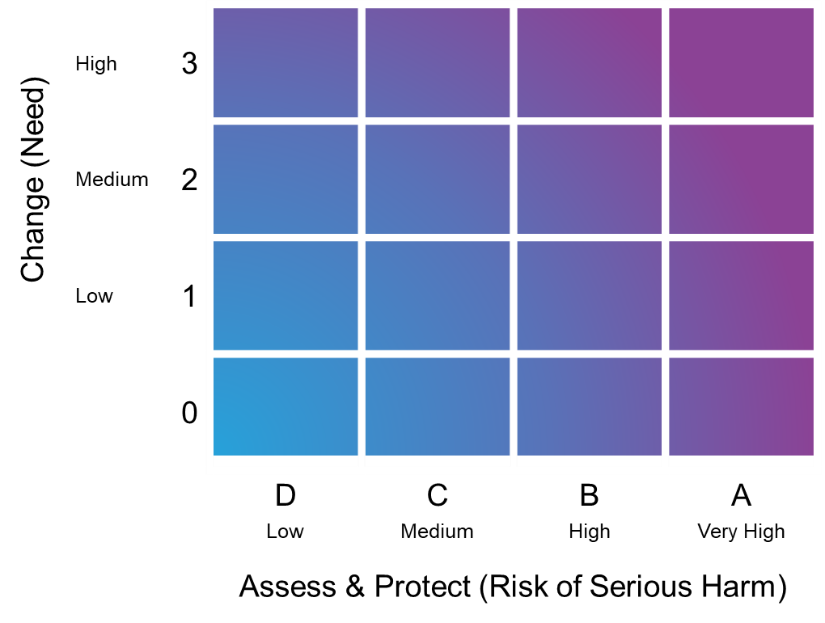 Change (Need)
High 3
Medium 2
Low 1
0
D C B A
Low Medium High Very High
Assess & Protect (Risk of Serious Harm)